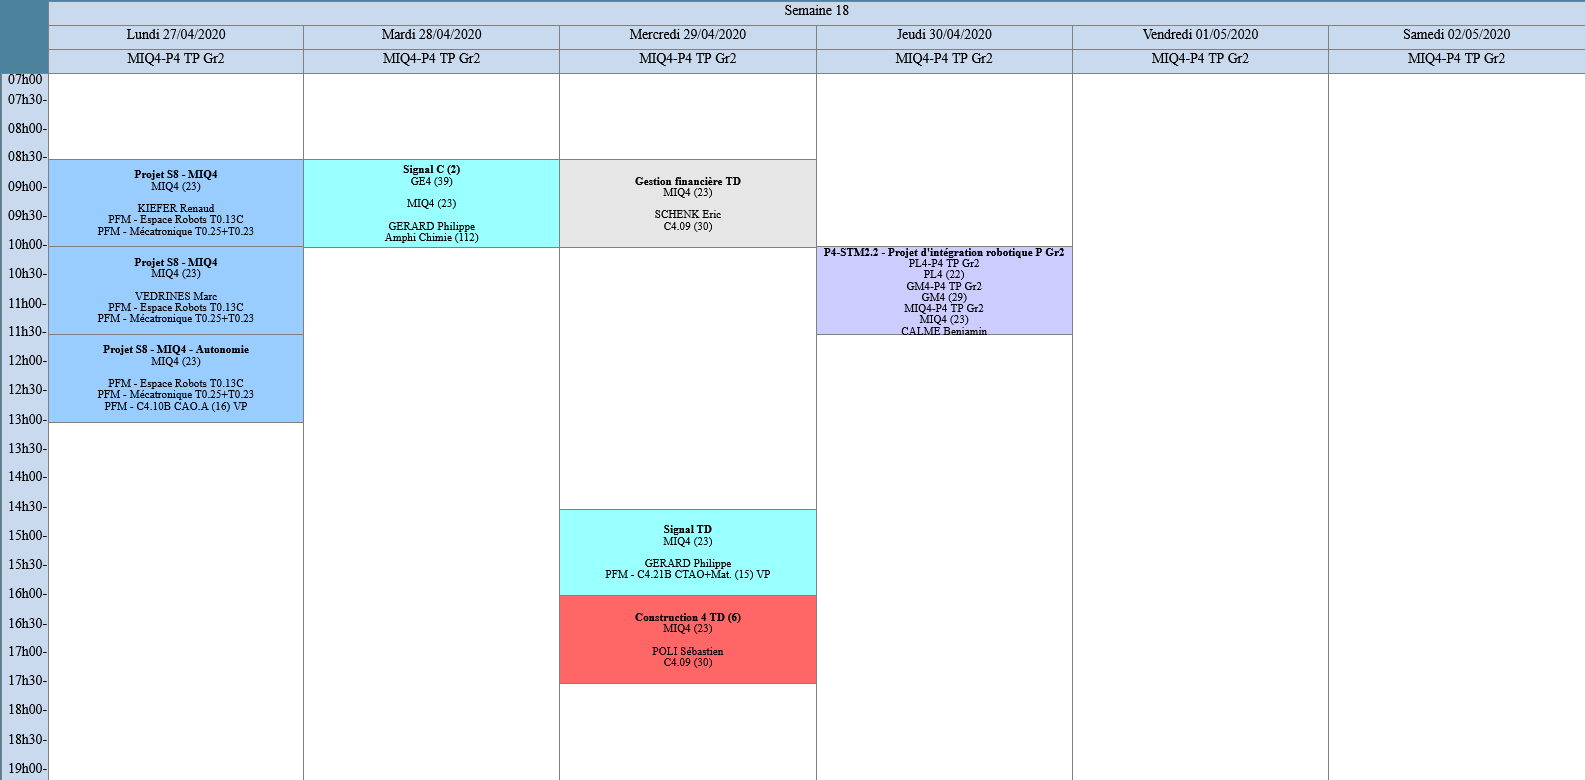 Semaine 18
Lundi 27/04/2020
Mardi 28/04/2020
Mercredi 29/04/2020
Jeudi 30/04/2020
Vendredi 01/05/2020
Samedi 02/05/2020
MIQ4-P4 TP Gr2
MIQ4-P4 TP Gr2
MIQ4-P4 TP Gr2
MIQ4-P4 TP Gr2
MIQ4-P4 TP Gr2
MIQ4-P4 TP Gr2
07h00
07h30-
08h00-
08h30-
09h00-
09h30-
10h00-
10h30-
11h00-
11h30-
12h00-
12h30-
13h00-
13h30-
14h00-
14h30-
15h00-
15h30-
16h00-
16h30-
17h00-
17h30-
18h00-
18h30-
19h00-
Projet S8 - MIQ4
MIQ4 (23)
KIEFER Renaud
PFM - Espace Robots T0.13C
PFM - Mécatronique T0.25+T0.23
Projet S8 - MIQ4
MIQ4 (23)
VEDRINES Marc
PFM - Espace Robots T0.13C
PFM - Mécatronique T0.25+T0.23
Projet S8 - MIQ4 - Autonomie
MIQ4 (23)
PFM - Espace Robots T0.13C
PFM - Mécatronique T0.25+T0.23
PFM - C4.10B CAO.A (16) VP
Signal C (2)
GE4 (39)
MIQ4 (23)
GERARD Philippe
Amphi Chimie (112)
Gestion financière TD
MIQ4 (23)
SCHENK Eric
C4.09 (30)
Signal TD
MIQ4 (23)
GERARD Philippe
PFM - C4.21B CTAO+Mat. (15) VP
Construction 4 TD (6)
MIQ4 (23)
POLI Sébastien
C4.09 (30)
P4-STM2.2 - Projet d'intégration robotique P Gr2
PL4-P4 TP Gr2
PL4 (22)
GM4-P4 TP Gr2
GM4 (29)
MIQ4-P4 TP Gr2
MIQ4 (23)
CALME Benjamin